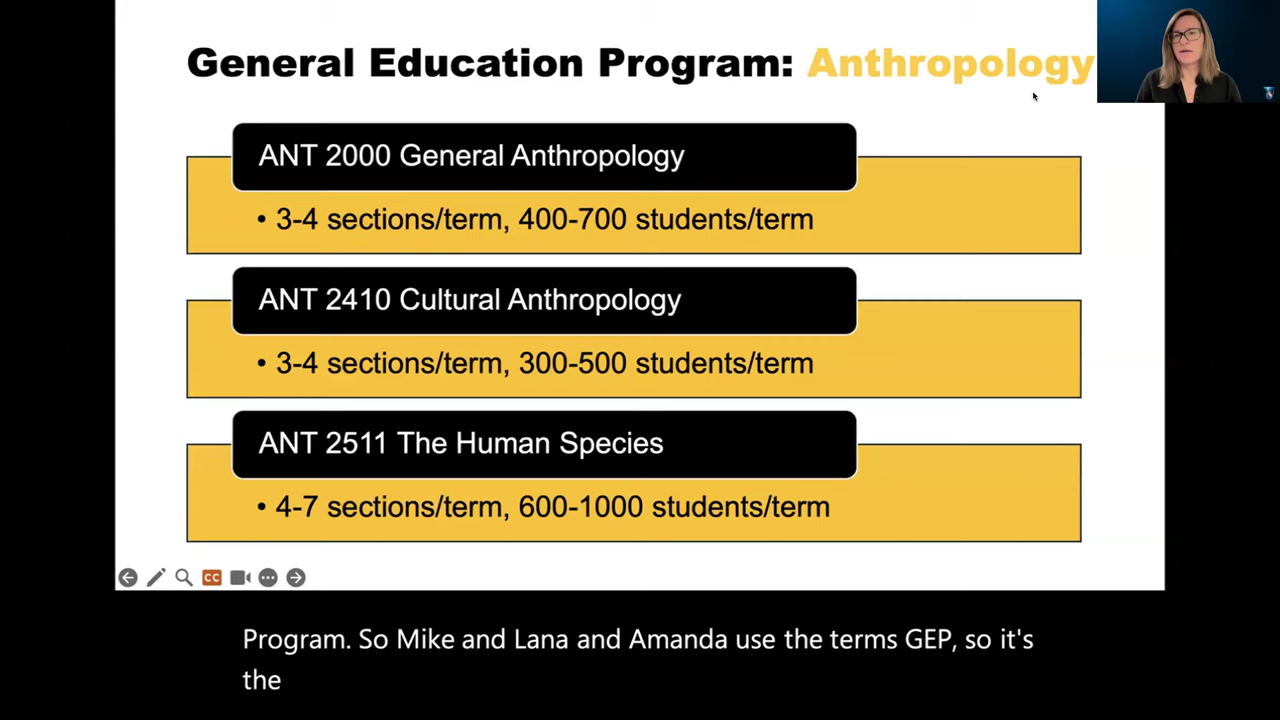 General Education Program: Anthropology
ANT 2000 General Anthropology
• 3-4 sections/term, 400-700 students/term
ANT 2410 Cultural Anthropology
• 3-4 sections/term, 300-500 students/term
ANT 2511 The Human Species
• 4-7 sections/term, 600-1000 students/term
CC
Program. So Mike and Lana and Amanda use the terms GEP, so it's
the